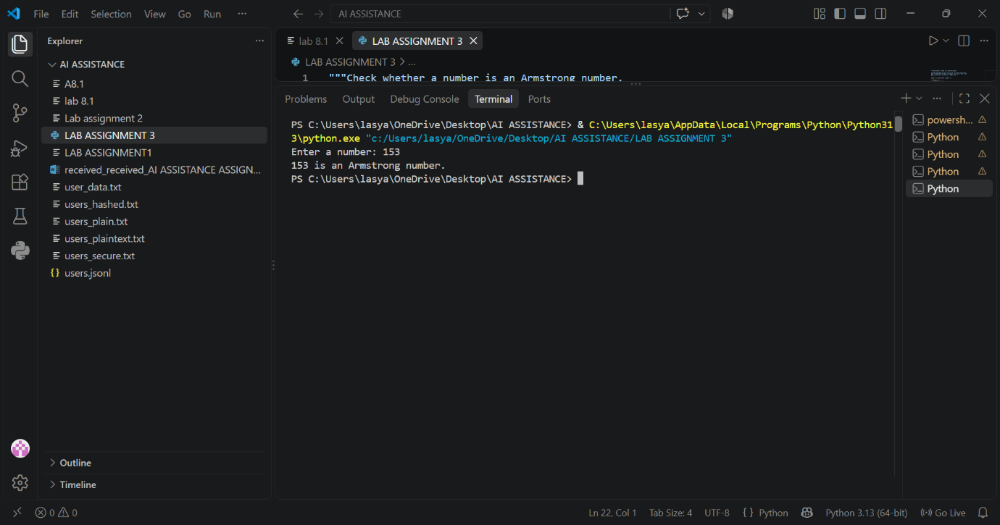 File Edit Selection View Go Run ···
AI ASSISTANCE
Explorer ···
AI ASSISTANCE
A8.1
lab 8.1
Lab assignment 2
LAB ASSIGNMENT 3
LAB ASSIGNMENT1
received_received_AI ASSISTANCE ASSIGN...
user_data.txt
users_hashed.txt
users_plain.txt
users_plaintext.txt
users_secure.txt
{} users.jsonl
Outline
Timeline
lab 8.1 LAB ASSIGNMENT 3
LAB ASSIGNMENT 3 > ...
1 """Check whether a number is an Armstrong number.
Problems Output Debug Console Terminal Ports
PS C:\Users\lasya\OneDrive\Desktop\AI ASSISTANCE> & C:\Users\lasya\AppData\Local\Programs\Python\Python31
3\python.exe "c:/Users/lasya/OneDrive/Desktop/AI ASSISTANCE/LAB ASSIGNMENT 3"
Enter a number: 153
153 is an Armstrong number.
PS C:\Users\lasya\OneDrive\Desktop\AI ASSISTANCE>
powersh...
Python
Python
Python
Python
0 0 Ln 22, Col 1 Tab Size: 4 UTF-8 {} Python Python 3.13 (64-bit) Go Live